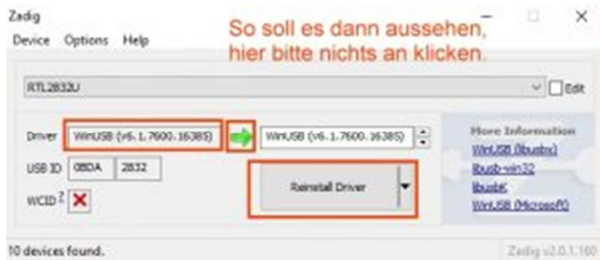 Zadig
So soll es dann aussehen,
hier bitte nichts an klicken.
Device Options Help
RTL2832U
Edit
Driver WinUSB (v6.1.7600.16385) WinUSB (v6.1.7600.16385)
More Information
WinUSB (libusbx)
USB ID 0BDA 2832
libusb-win32
Reinstall Driver
libusbK
WCID ?
WinUSB (Microsoft)
10 devices found.
Zadig v2.0.1.160